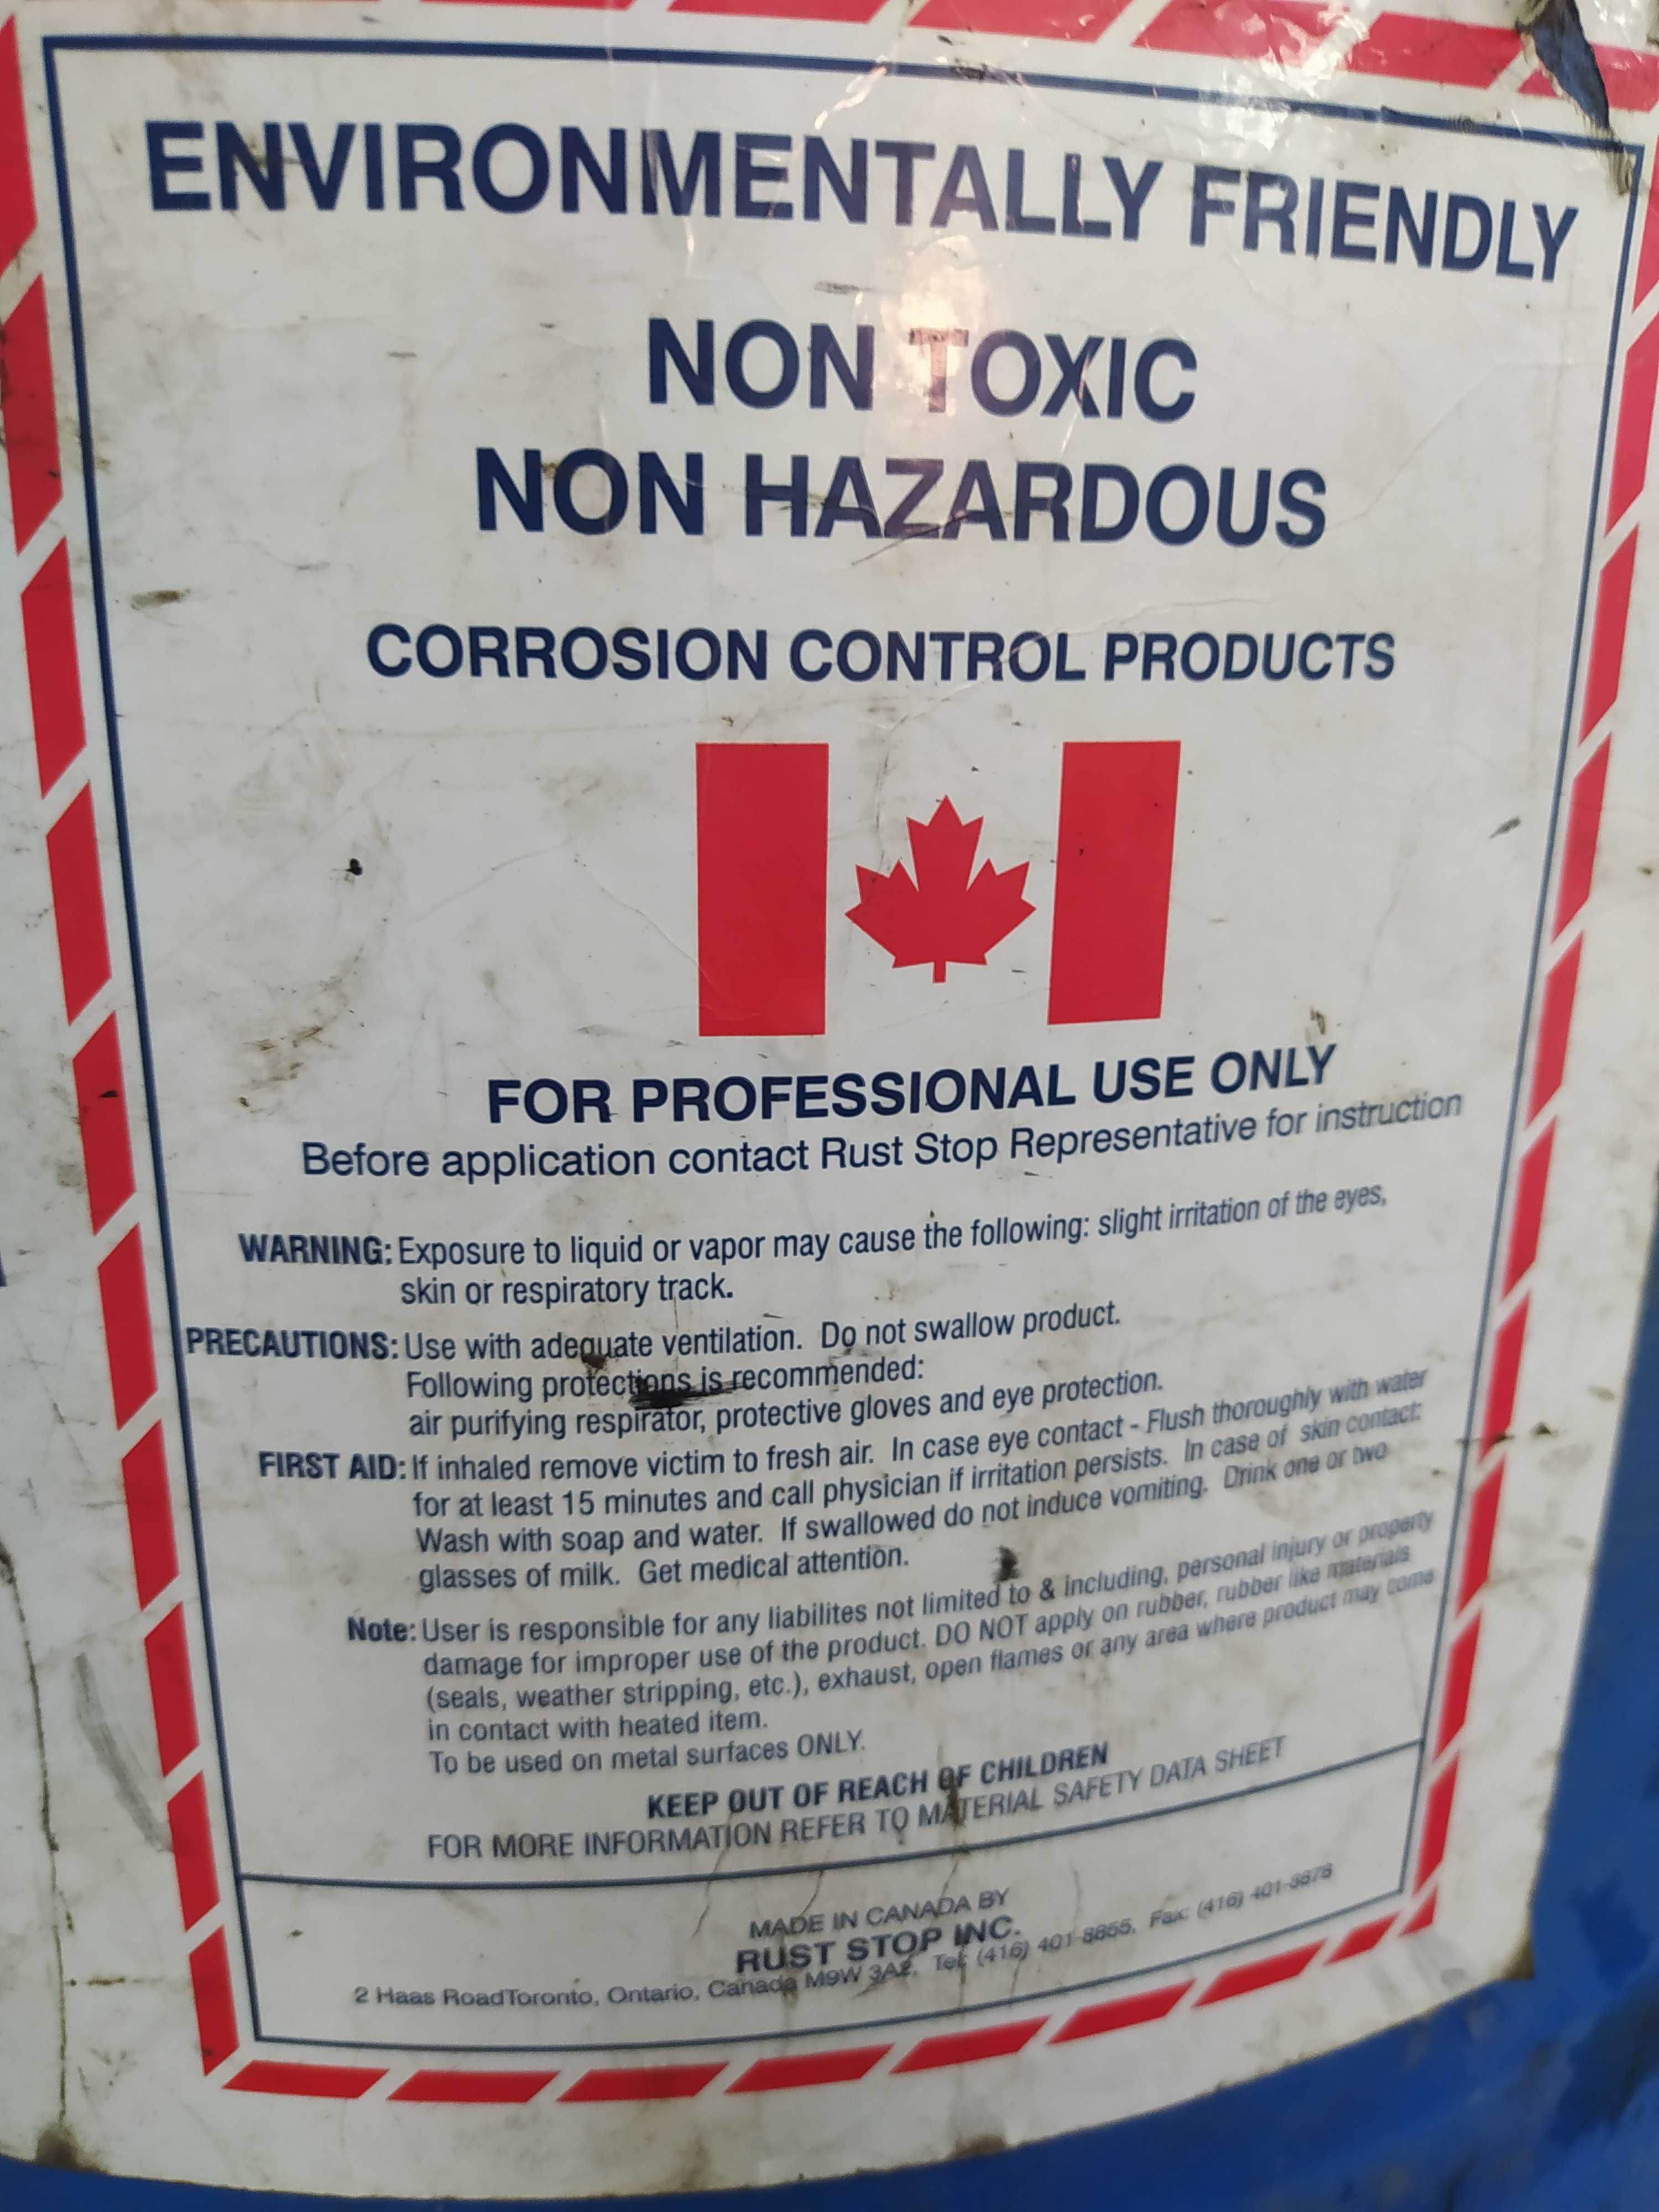 ENVIRONMENTALLY FRIENDLY
NON TOXIC
NON HAZARDOUS
CORROSION CONTROL PRODUCTS
FOR PROFESSIONAL USE ONLY
Before application contact Rust Stop Representative for instruction
WARNING: Exposure to liquid or vapor may cause the following: slight irritation of the eyes,
skin or respiratory track.
PRECAUTIONS: Use with adequate ventilation. Do not swallow product.
Following protections is recommended:
air purifying respirator, protective gloves and eye protection.
FIRST AID: If inhaled remove victim to fresh air. In case eye contact - Flush thoroughly with water
for at least 15 minutes and call physician if irritation persists. In case of skin contact:
Wash with soap and water. If swallowed do not induce vomiting. Drink one or two
glasses of milk. Get medical attention.
Note: User is responsible for any liabilites not limited to & including, personal injury or property
damage for improper use of the product. DO NOT apply on rubber, rubber like materials
(seals, weather stripping, etc.), exhaust, open flames or any area where product may come
in contact with heated item.
To be used on metal surfaces ONLY.
KEEP OUT OF REACH OF CHILDREN
FOR MORE INFORMATION REFER TO MATERIAL SAFETY DATA SHEET
MADE IN CANADA BY
RUST STOP INC.
2 Haas RoadToronto, Ontario, Canada M9W 3A2. Tel: (416) 401-8855, Fax: (416)